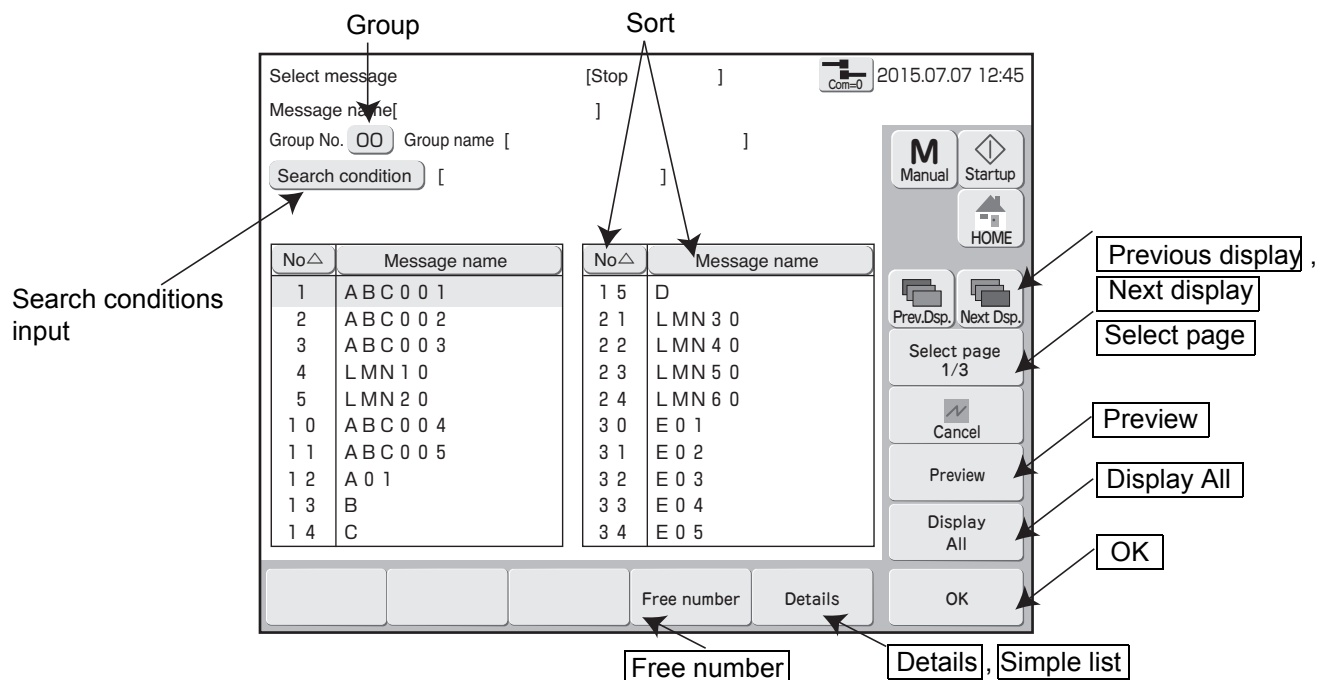 Group
Sort
Select message [Stop ] Com=0 2015.07.07 12:45
Message name[ ]
Group No. 00 Group name [ ]
Search condition [ ]
M
Manual
Startup
HOME
No△ Message name
1 ABC001
2 ABC002
3 ABC003
4 LMN10
5 LMN20
10 ABC004
11 ABC005
12 A01
13 B
14 C
No△ Message name
15 D
21 LMN30
22 LMN40
23 LMN50
24 LMN60
30 E01
31 E02
32 E03
33 E04
34 E05
Prev.Dsp. Next Dsp.
Select page
1/3
Cancel
Preview
Display
All
Free number Details OK
Search conditions
input
Previous display ,
Next display
Select page
Preview
Display All
OK
Free number
Details , Simple list